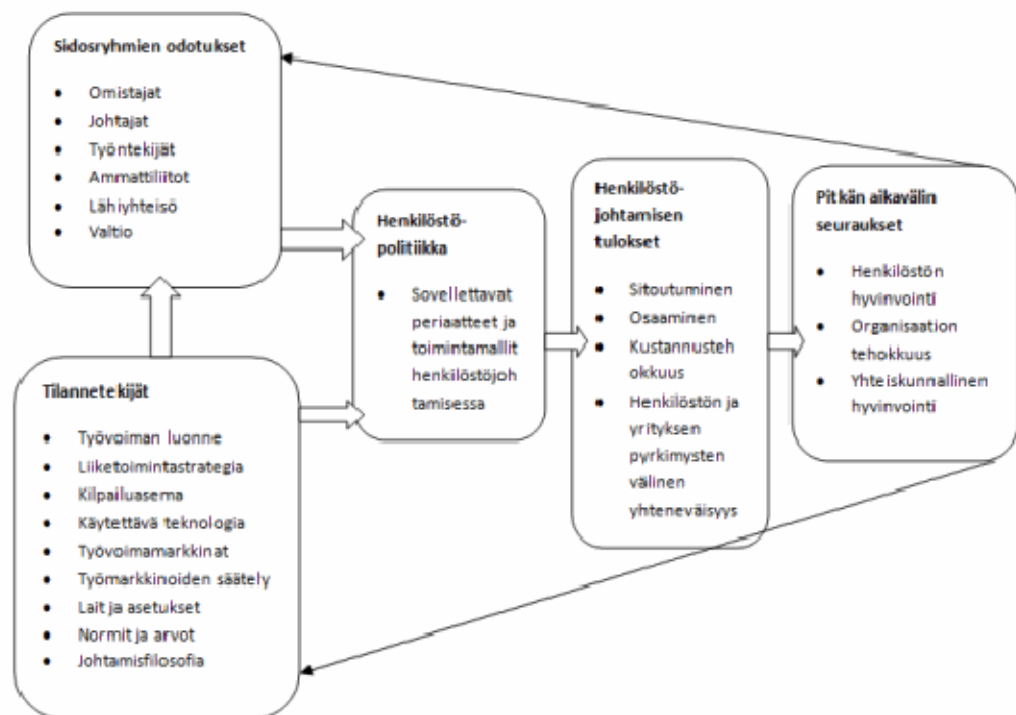 Sidosryhmien odotukset
• Omistajat
• Johtajat
• Työntekijät
• Ammattiliitot
• Lähiyhteisö
• Valtio
Tilannetekijät
• Työvoiman luonne
• Liiketoimintastrategia
• Kilpailuasema
• Käytettävä teknologia
• Työvoimamarkkinat
• Työmarkkinoiden säätely
• Lait ja asetukset
• Normit ja arvot
• Johtamisfilosofia
Henkilöstö-
politiikka
• Sovellettavat
periaatteet ja
toimintamallit
henkilöstöjoh
tamisessa
Henkilöstö-
johtamisen
tulokset
• Sitoutuminen
• Osaaminen
• Kustannusteh
okkuus
• Henkilöstön ja
yrityksen
pyrkimysten
välinen
yhteneväisyys
Pitkän aikavälin
seuraukset
• Henkilöstön
hyvinvointi
• Organisaation
tehokkuus
• Yhteiskunnallinen
hyvinvointi